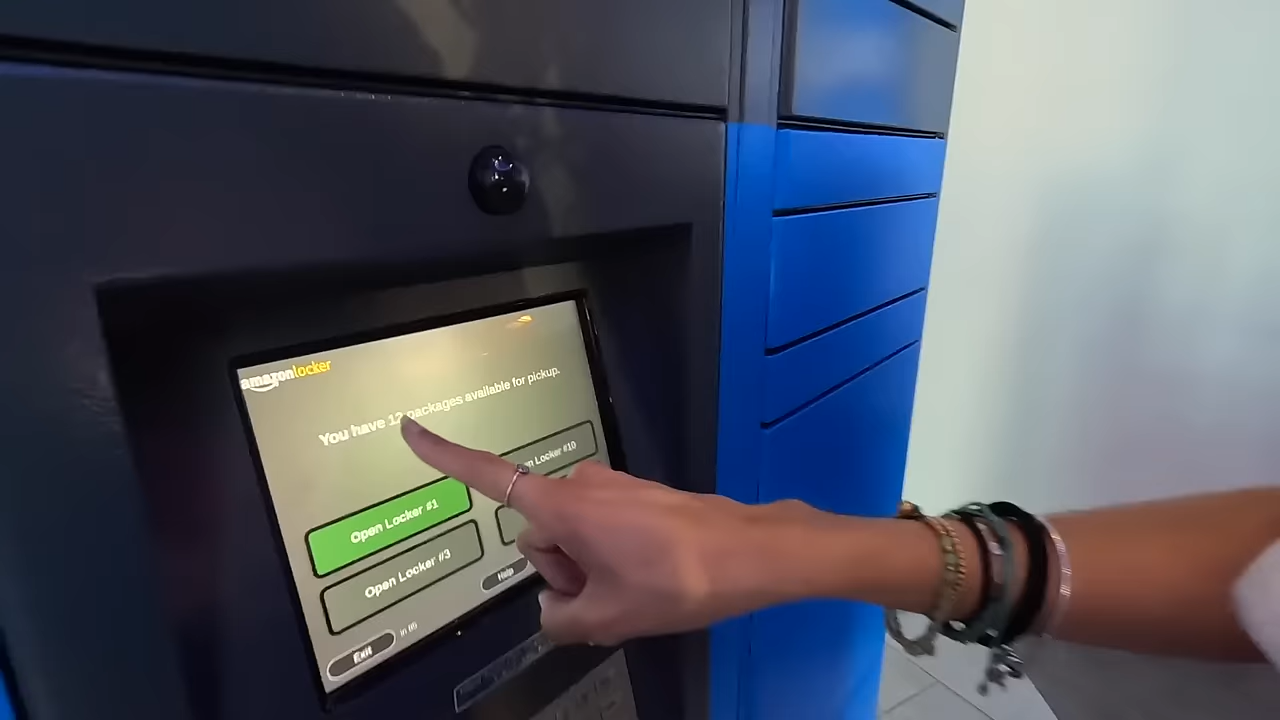 amazonlocker
You have 12 packages available for pickup.
Open Locker #1
Open Locker #10
Open Locker #3
Help
Exit